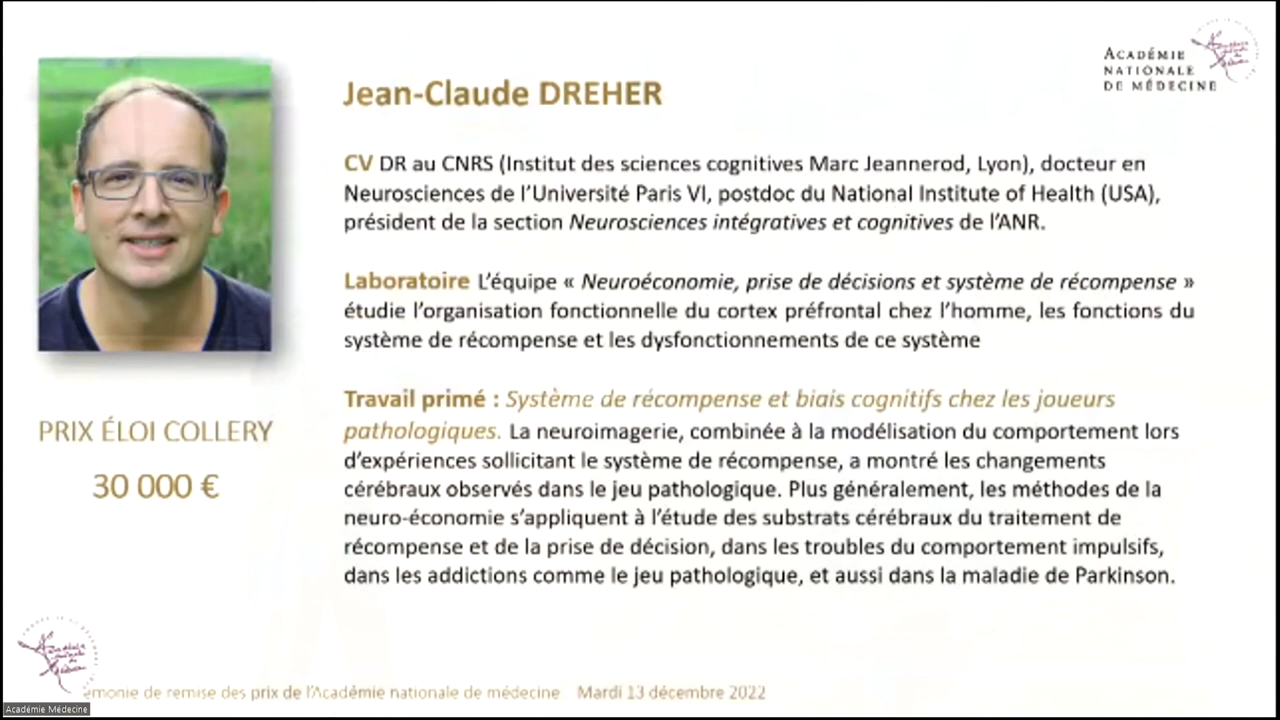 ACADÉMIE
NATIONALE
DE MÉDECINE
Jean-Claude DREHER
CV DR au CNRS (Institut des sciences cognitives Marc Jeannerod, Lyon), docteur en
Neurosciences de l'Université Paris VI, postdoc du National Institute of Health (USA),
président de la section Neurosciences intégratives et cognitives de l'ANR.
Laboratoire L'équipe « Neuroéconomie, prise de décisions et système de récompense »
étudie l'organisation fonctionnelle du cortex préfrontal chez l'homme, les fonctions du
système de récompense et les dysfonctionnements de ce système
Travail primé : Système de récompense et biais cognitifs chez les joueurs
pathologiques. La neuroimagerie, combinée à la modélisation du comportement lors
d'expériences sollicitant le système de récompense, a montré les changements
cérébraux observés dans le jeu pathologique. Plus généralement, les méthodes de la
neuro-économie s'appliquent à l'étude des substrats cérébraux du traitement de
récompense et de la prise de décision, dans les troubles du comportement impulsifs,
dans les addictions comme le jeu pathologique, et aussi dans la maladie de Parkinson.
PRIX ÉLOI COLLERY
30 000 €
émonie de remise des prix de l'Académie nationale de médecine Mardi 13 décembre 2022
Académie Médecine